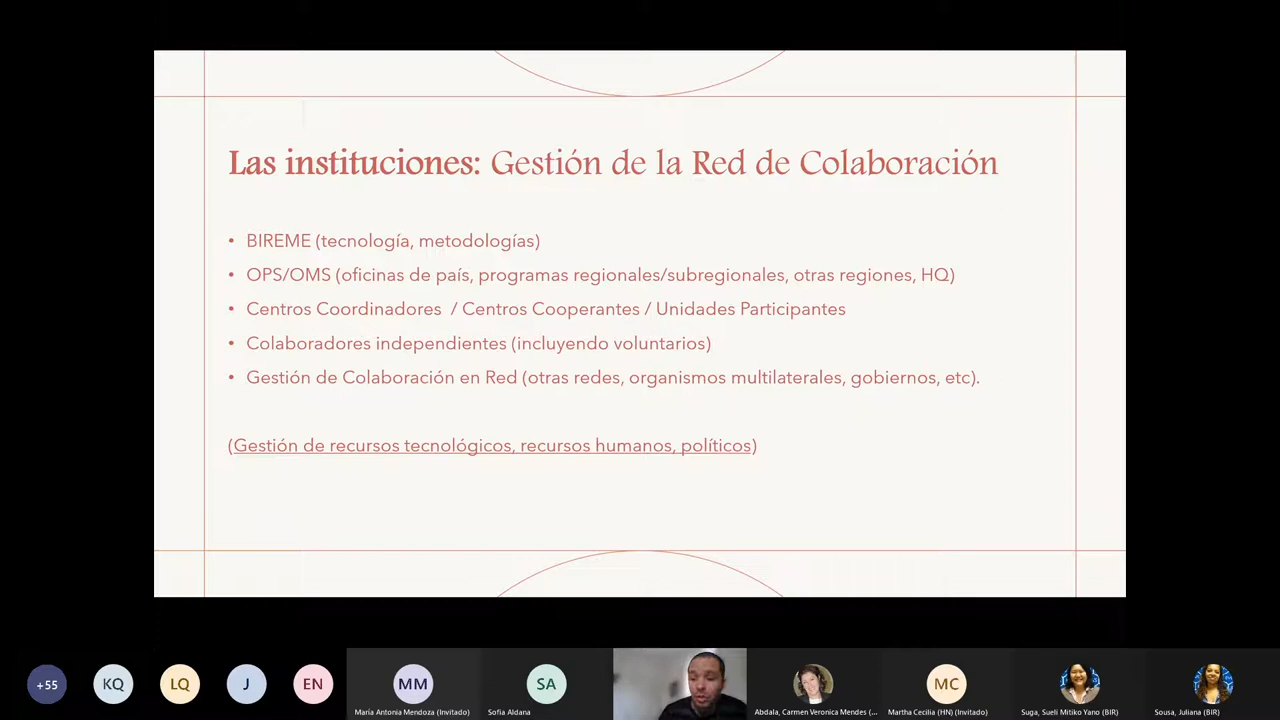 Las instituciones: Gestión de la Red de Colaboración
• BIREME (tecnología, metodologías)
• OPS/OMS (oficinas de país, programas regionales/subregionales, otras regiones, HQ)
• Centros Coordinadores / Centros Cooperantes / Unidades Participantes
• Colaboradores independientes (incluyendo voluntarios)
• Gestión de Colaboración en Red (otras redes, organismos multilaterales, gobiernos, etc).
(Gestión de recursos tecnológicos, recursos humanos, políticos)
+55
KQ
LQ
J
EN
MM
SA
MC
María Antonia Mendoza (Invitado)
Sofia Aldana
Abdala, Carmen Veronica Mendes (...
Martha Cecilia (HN) (Invitado)
Suga, Sueli Mitiko Yano (BIR)
Sousa, Juliana (BIR)